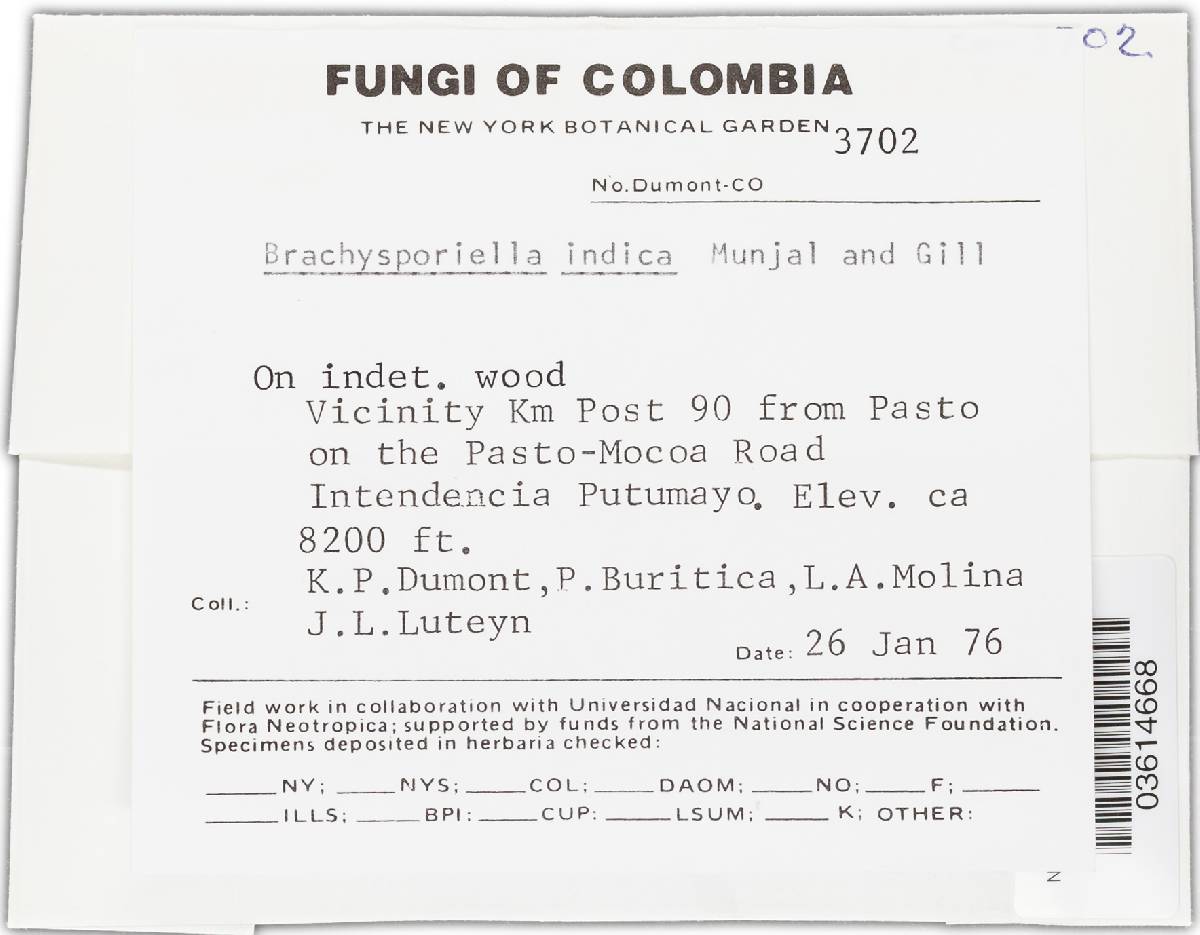 02.
FUNGI OF COLOMBIA
THE NEW YORK BOTANICAL GARDEN
3702
No. Dumont-CO
Brachysporiella indica Munjal and Gill
On indet. wood
Vicinity Km Post 90 from Pasto
on the Pasto-Mocoa Road
Intendencia Putumayo. Elev. ca
8200 ft.
K.P.Dumont,P.Buritica,L.A.Molina
Coll.:
J.L.Luteyn
Date: 26 Jan 76
Field work in collaboration with Universidad Nacional in cooperation with
Flora Neotropica; supported by funds from the National Science Foundation.
Specimens deposited in herbaria checked:
_____NY; _____NYS; _____COL; _____DAOM; _____NO; _____F; _____
_____ILLS; _____BPI: _____CUP: _____LSUM; _____K; OTHER:
03614668
N